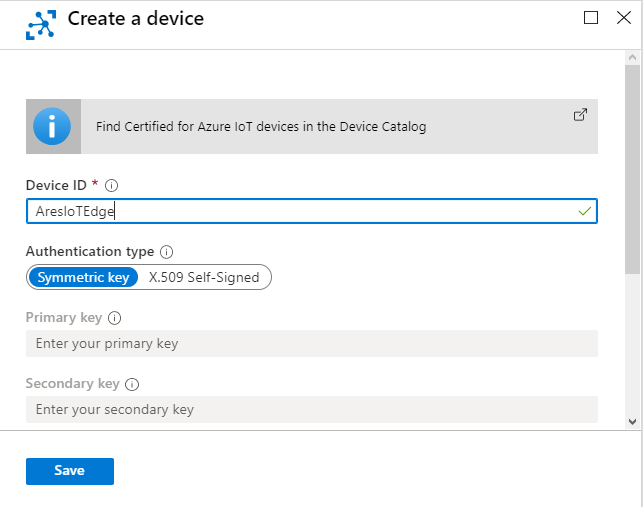 Create a device
Find Certified for Azure IoT devices in the Device Catalog
Device ID *
AresIoTEdge
Authentication type
Symmetric key X.509 Self-Signed
Primary key
Enter your primary key
Secondary key
Enter your secondary key
Save